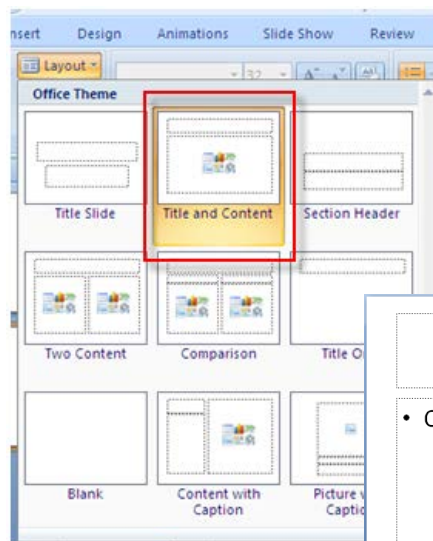 nsert Design Animations Slide Show Review
Layout 32
Office Theme
Title Slide Title and Content Section Header
Two Content Comparison Title O
Blank Content with Caption Picture w
Captio